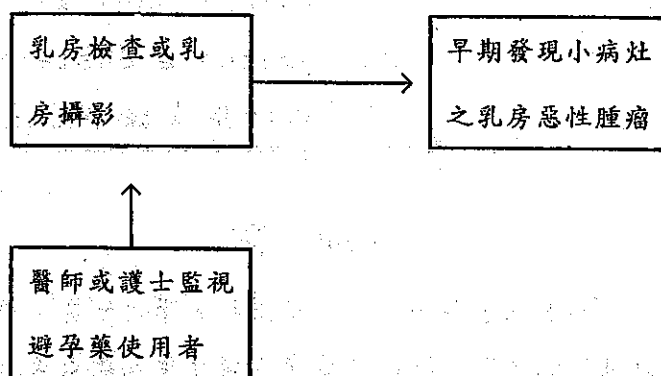 乳房檢查或乳
房攝影
早期發現小病灶
之乳房惡性腫瘤
醫師或護士監視
避孕藥使用者